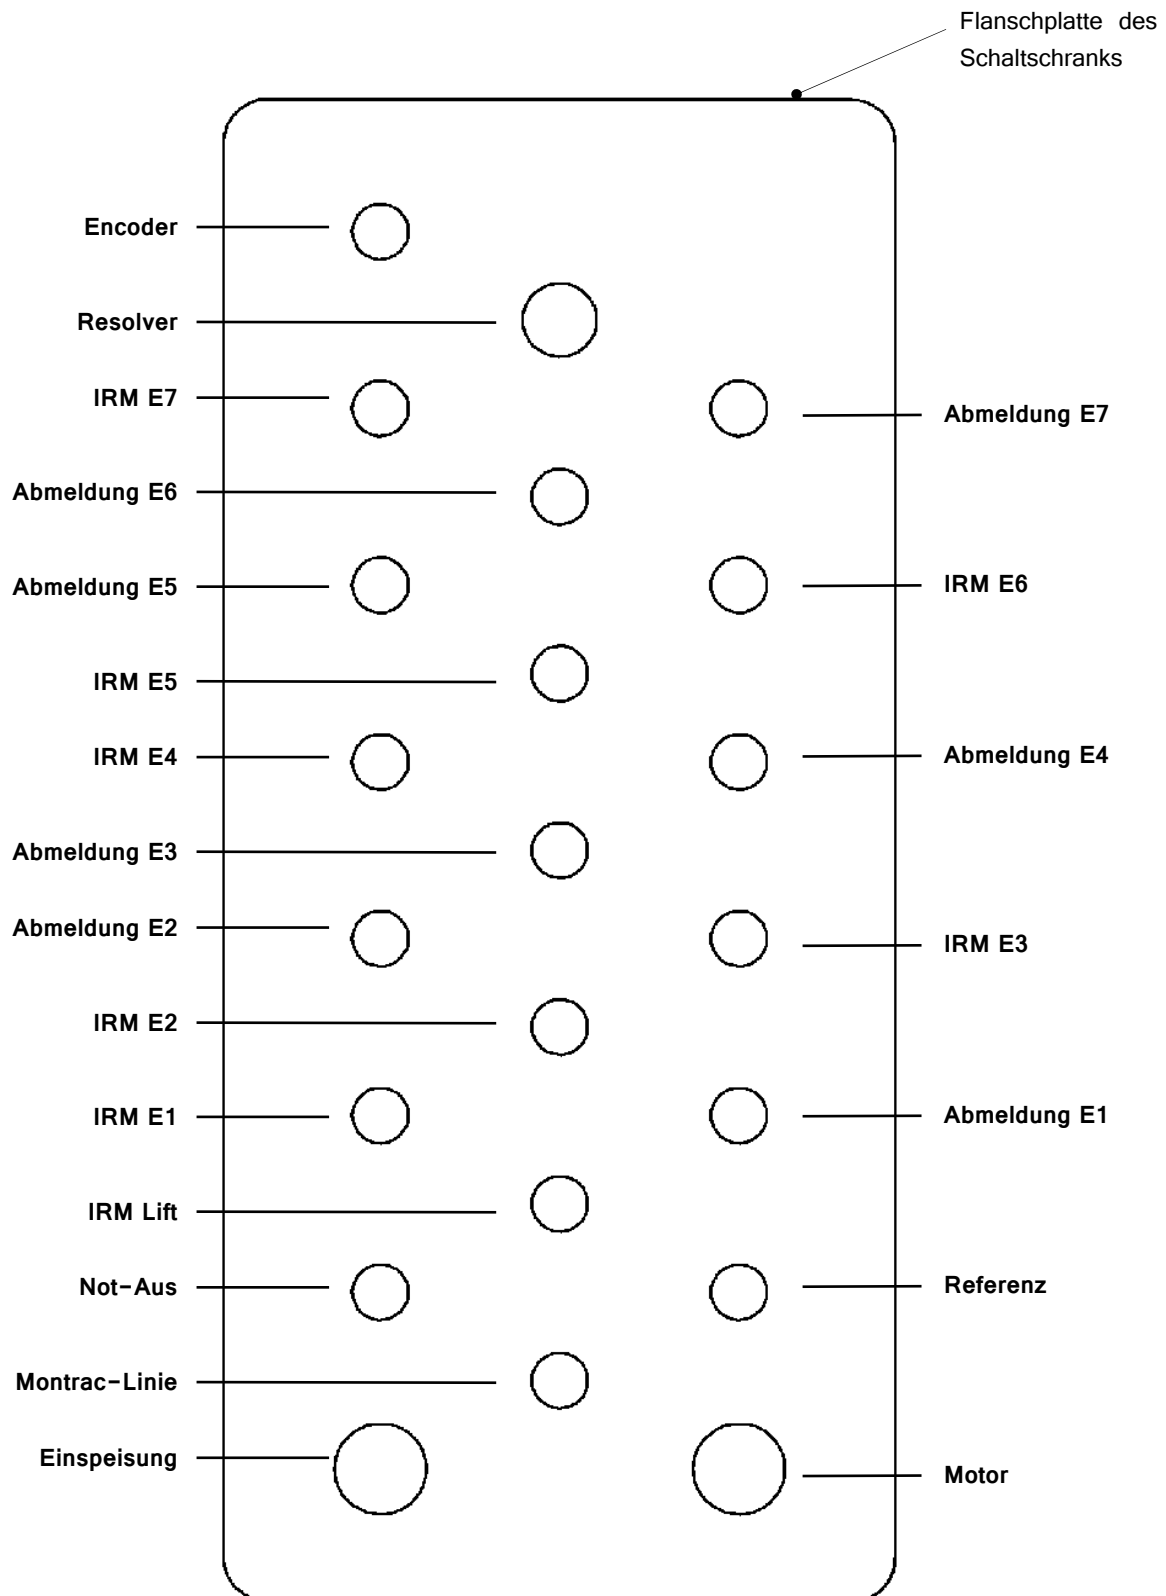 Flanschplatte des
Schaltschranks
Encoder
Resolver
IRM E7
Abmeldung E7
Abmeldung E6
Abmeldung E5
IRM E6
IRM E5
IRM E4
Abmeldung E4
Abmeldung E3
Abmeldung E2
IRM E3
IRM E2
IRM E1
Abmeldung E1
IRM Lift
Not-Aus
Referenz
Montrac-Linie
Einspeisung
Motor